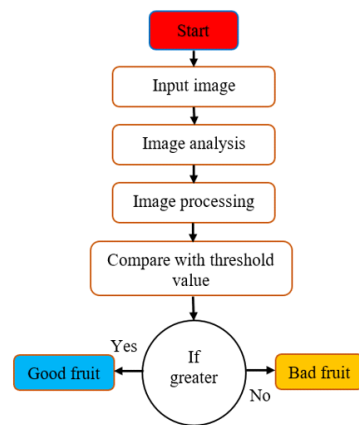 Start
Input image
Image analysis
Image processing
Compare with threshold
value
Yes
If
greater
No
Good fruit
Bad fruit